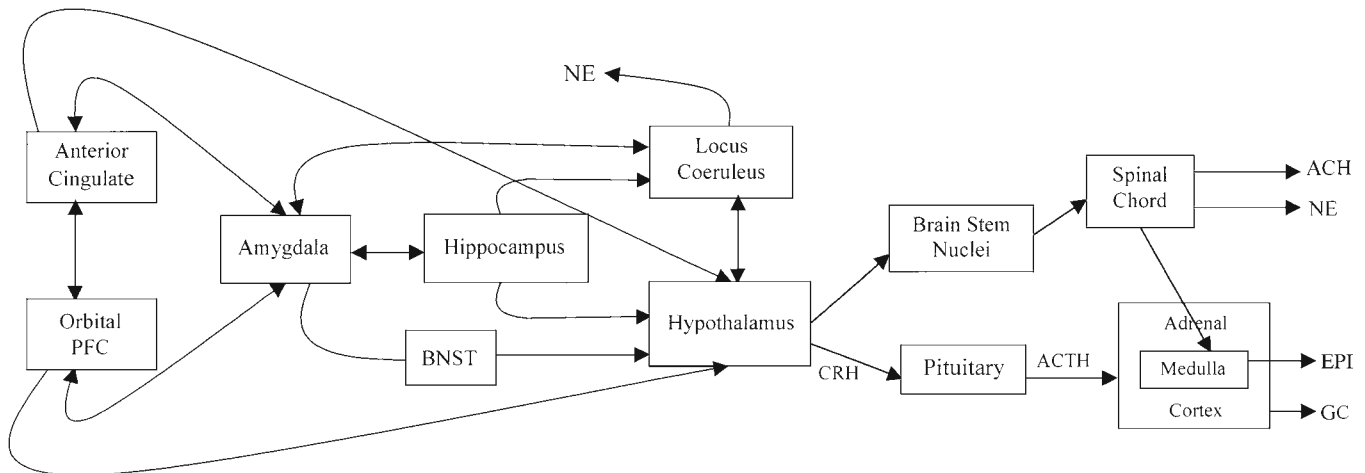 NE
Anterior
Cingulate
Locus
Coeruleus
Spinal
Chord
ACH
NE
Amygdala
Hippocampus
Brain Stem
Nuclei
Orbital
PFC
Hypothalamus
BNST
CRH
Pituitary
ACTH
Adrenal
Medulla
Cortex
EPI
GC